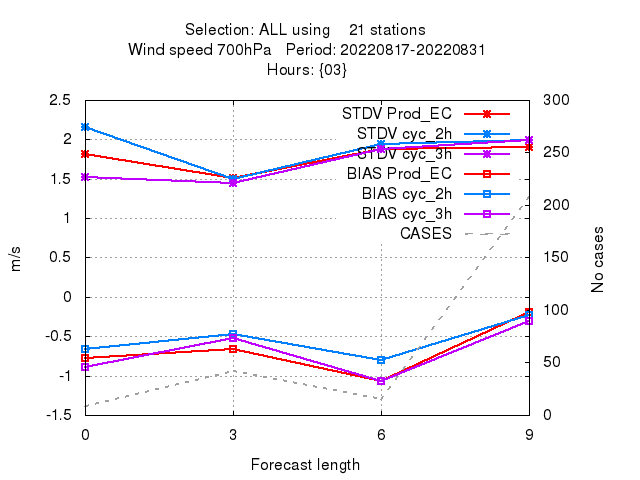 Selection: ALL using    21 stations
Wind speed 700hPa   Period: 20220817-20220831
Hours: {03}
2.5
2
1.5
1
0.5
0
-0.5
-1
-1.5
m/s
STDV Prod_EC
STDV cyc_2h
STDV cyc_3h
BIAS Prod_EC
BIAS cyc_2h
BIAS cyc_3h
CASES
300
250
200
150
100
50
0
No cases
0 3 6 9
Forecast length